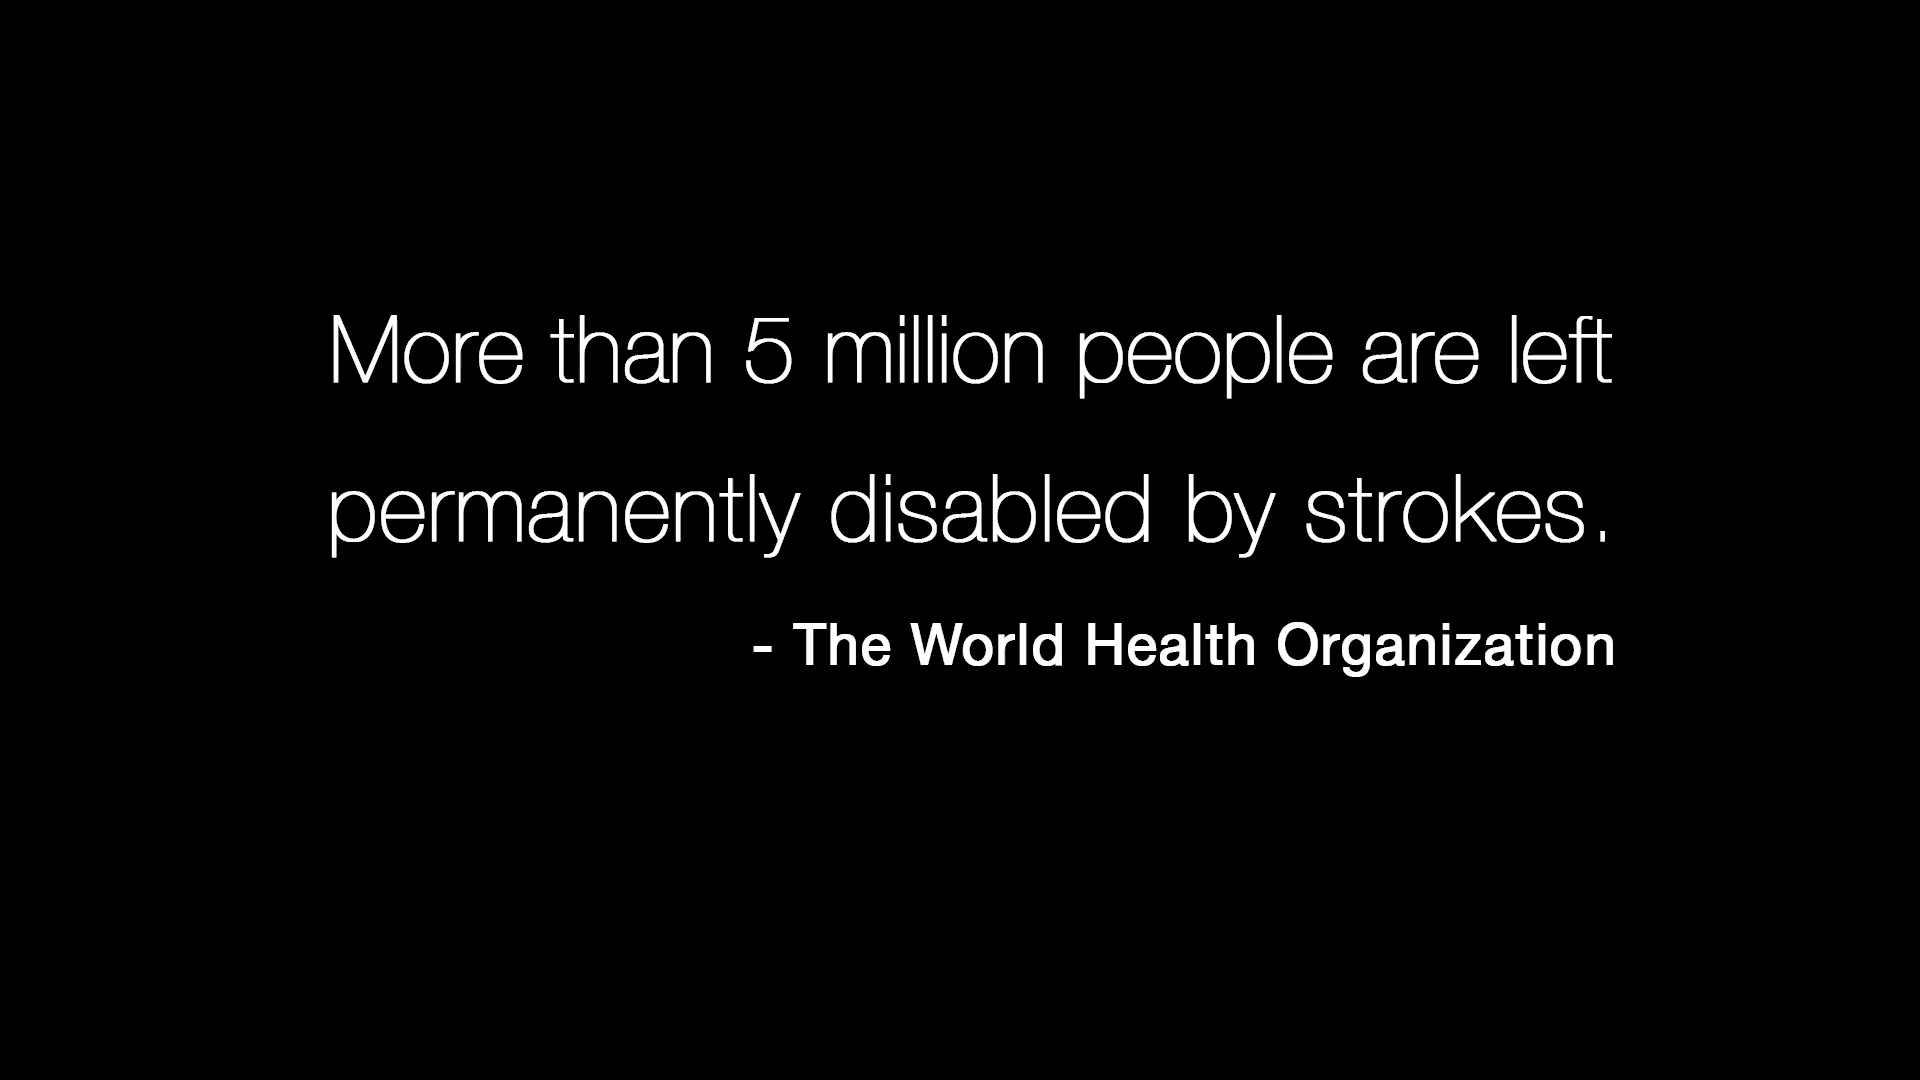 More than 5 million people are left
permanently disabled by strokes.
- The World Health Organization